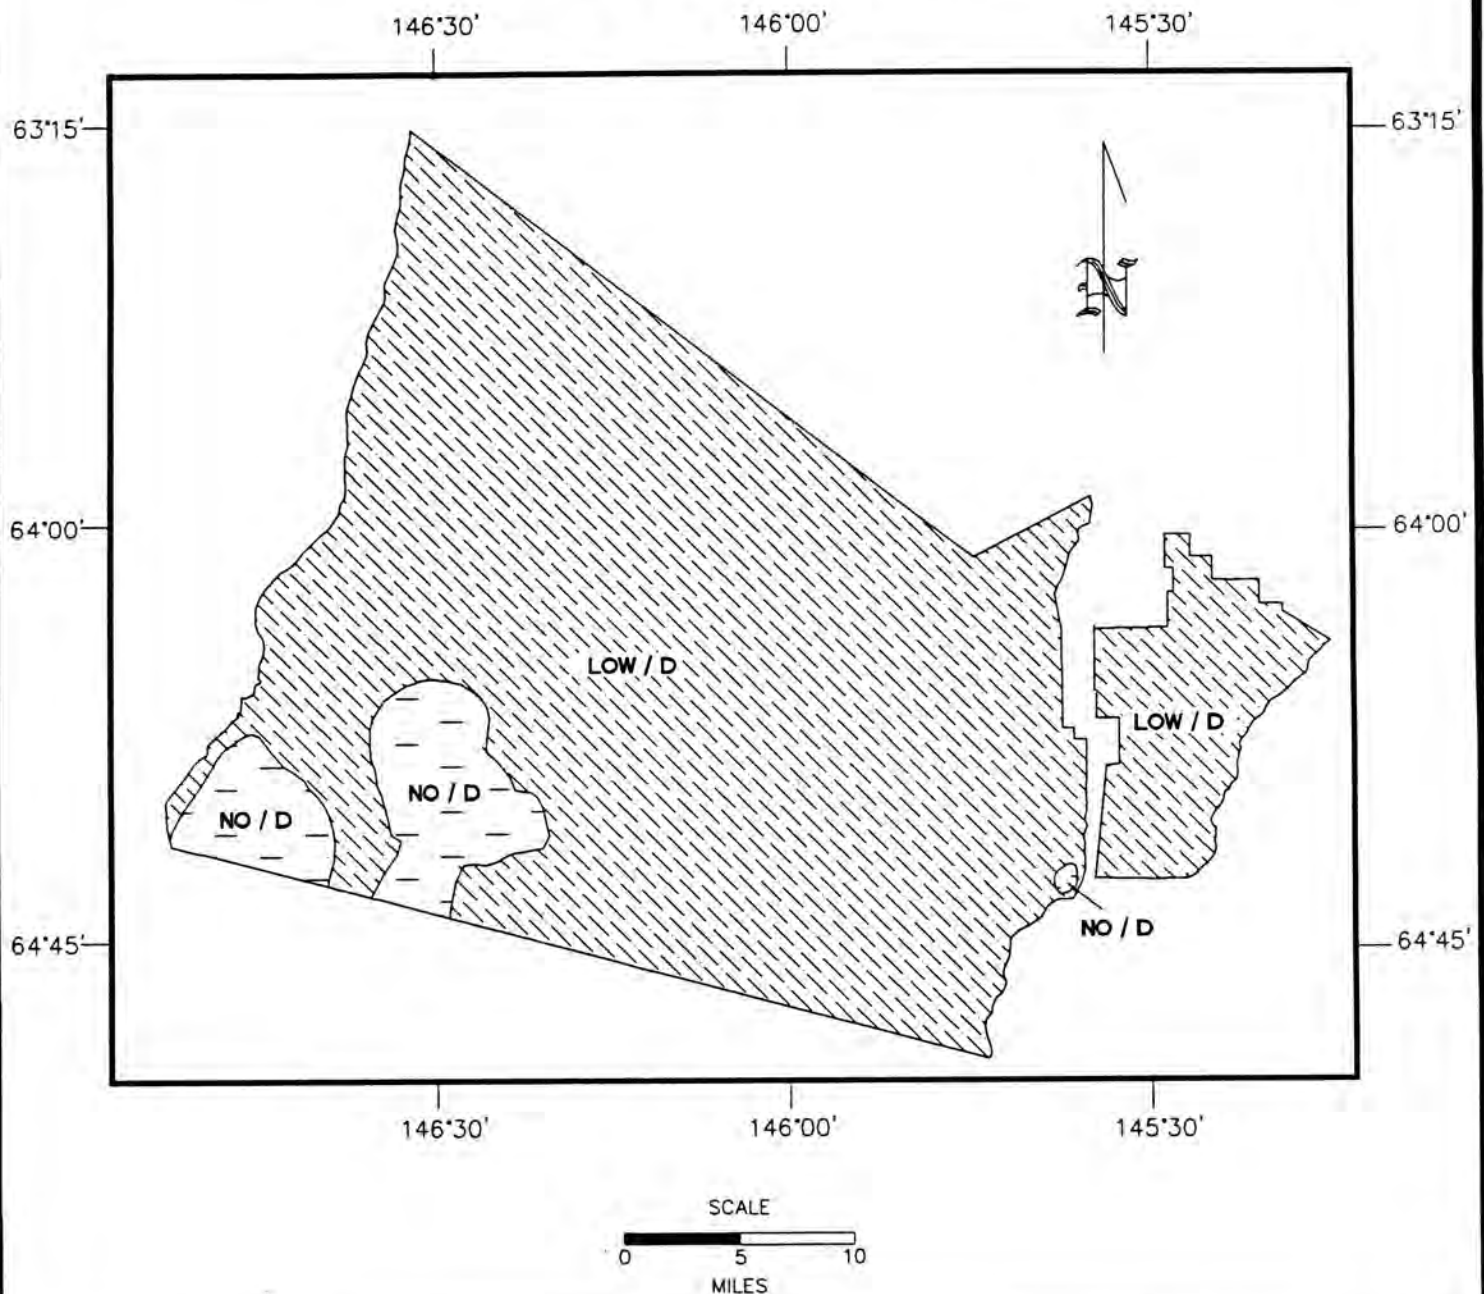 146°30' 146°00' 145°30'
63°15' 63°15'
N
64°00' 64°00'
LOW / D
LOW / D
NO / D
NO / D
NO / D
64°45' 64°45'
146°30' 146°00' 145°30'
SCALE
0 5 10
MILES